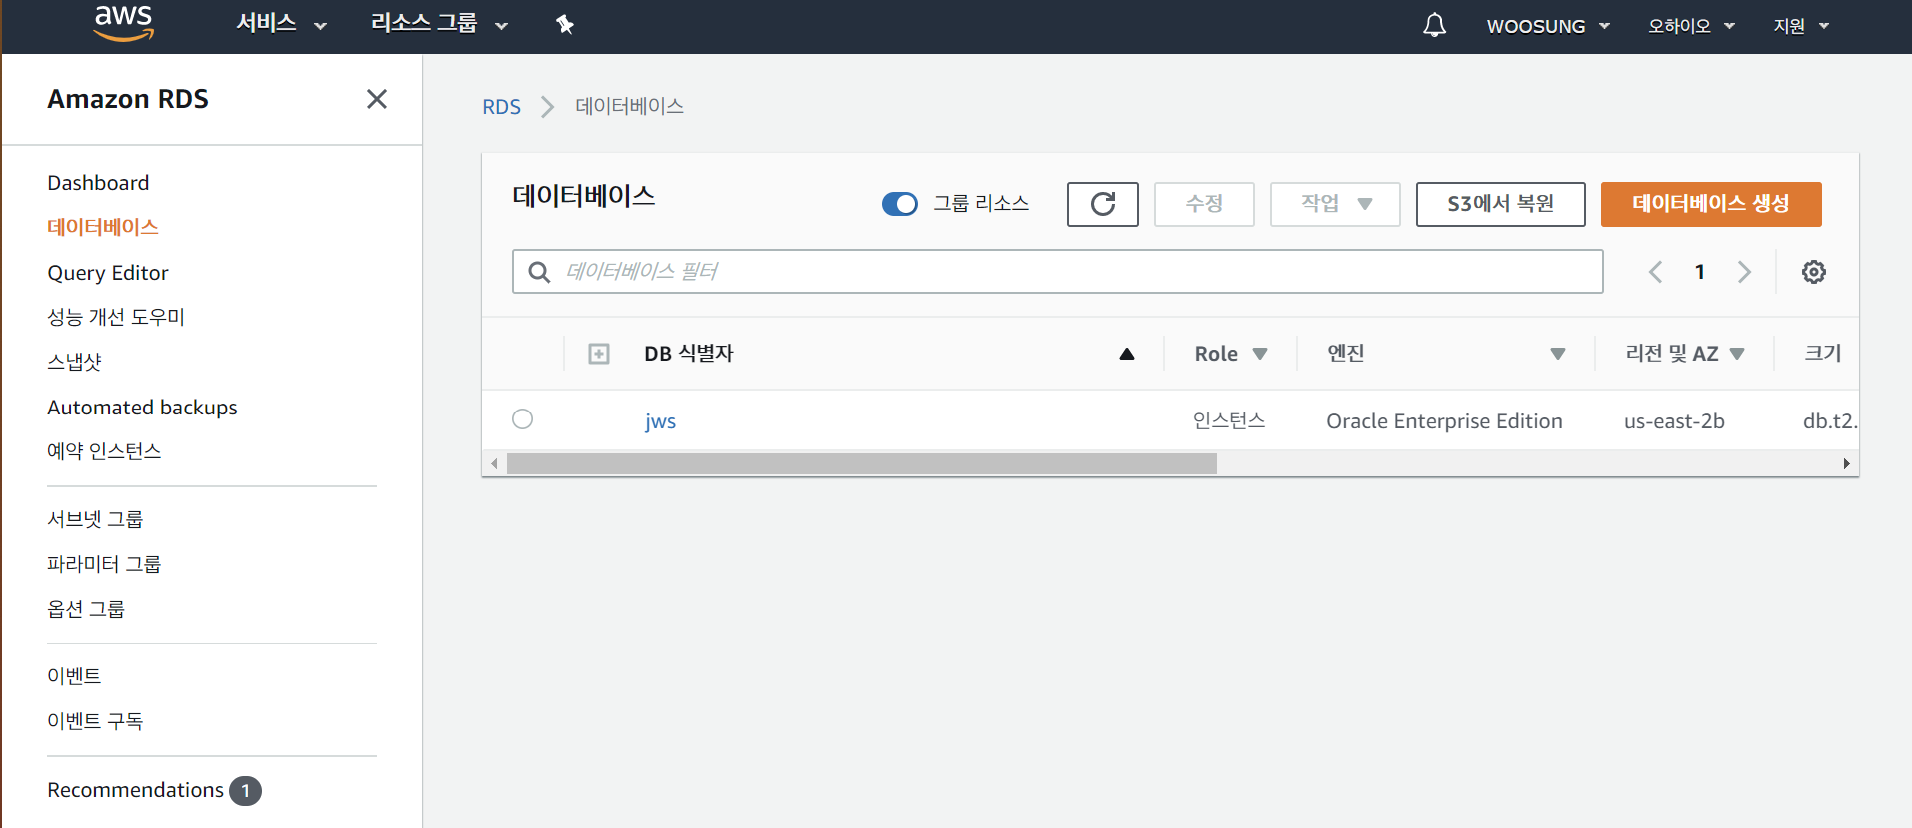 aws 서비스 리소스 그룹 WOOSUNG 오하이오 지원
Amazon RDS
Dashboard
데이터베이스
Query Editor
성능 개선 도우미
스냅샷
Automated backups
예약 인스턴스
서브넷 그룹
파라미터 그룹
옵션 그룹
이벤트
이벤트 구독
Recommendations 1
RDS 데이터베이스
데이터베이스 그룹 리소스 수정 작업 S3에서 복원 데이터베이스 생성
데이터베이스 필터 1
DB 식별자 Role 엔진 리전 및 AZ 크기
jws 인스턴스 Oracle Enterprise Edition us-east-2b db.t2.